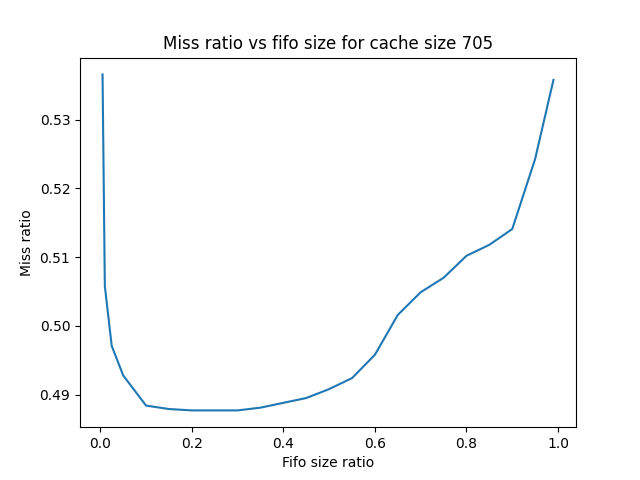 Miss ratio vs fifo size for cache size 705
Miss ratio
0.53
0.52
0.51
0.50
0.49
0.0 0.2 0.4 0.6 0.8 1.0
Fifo size ratio